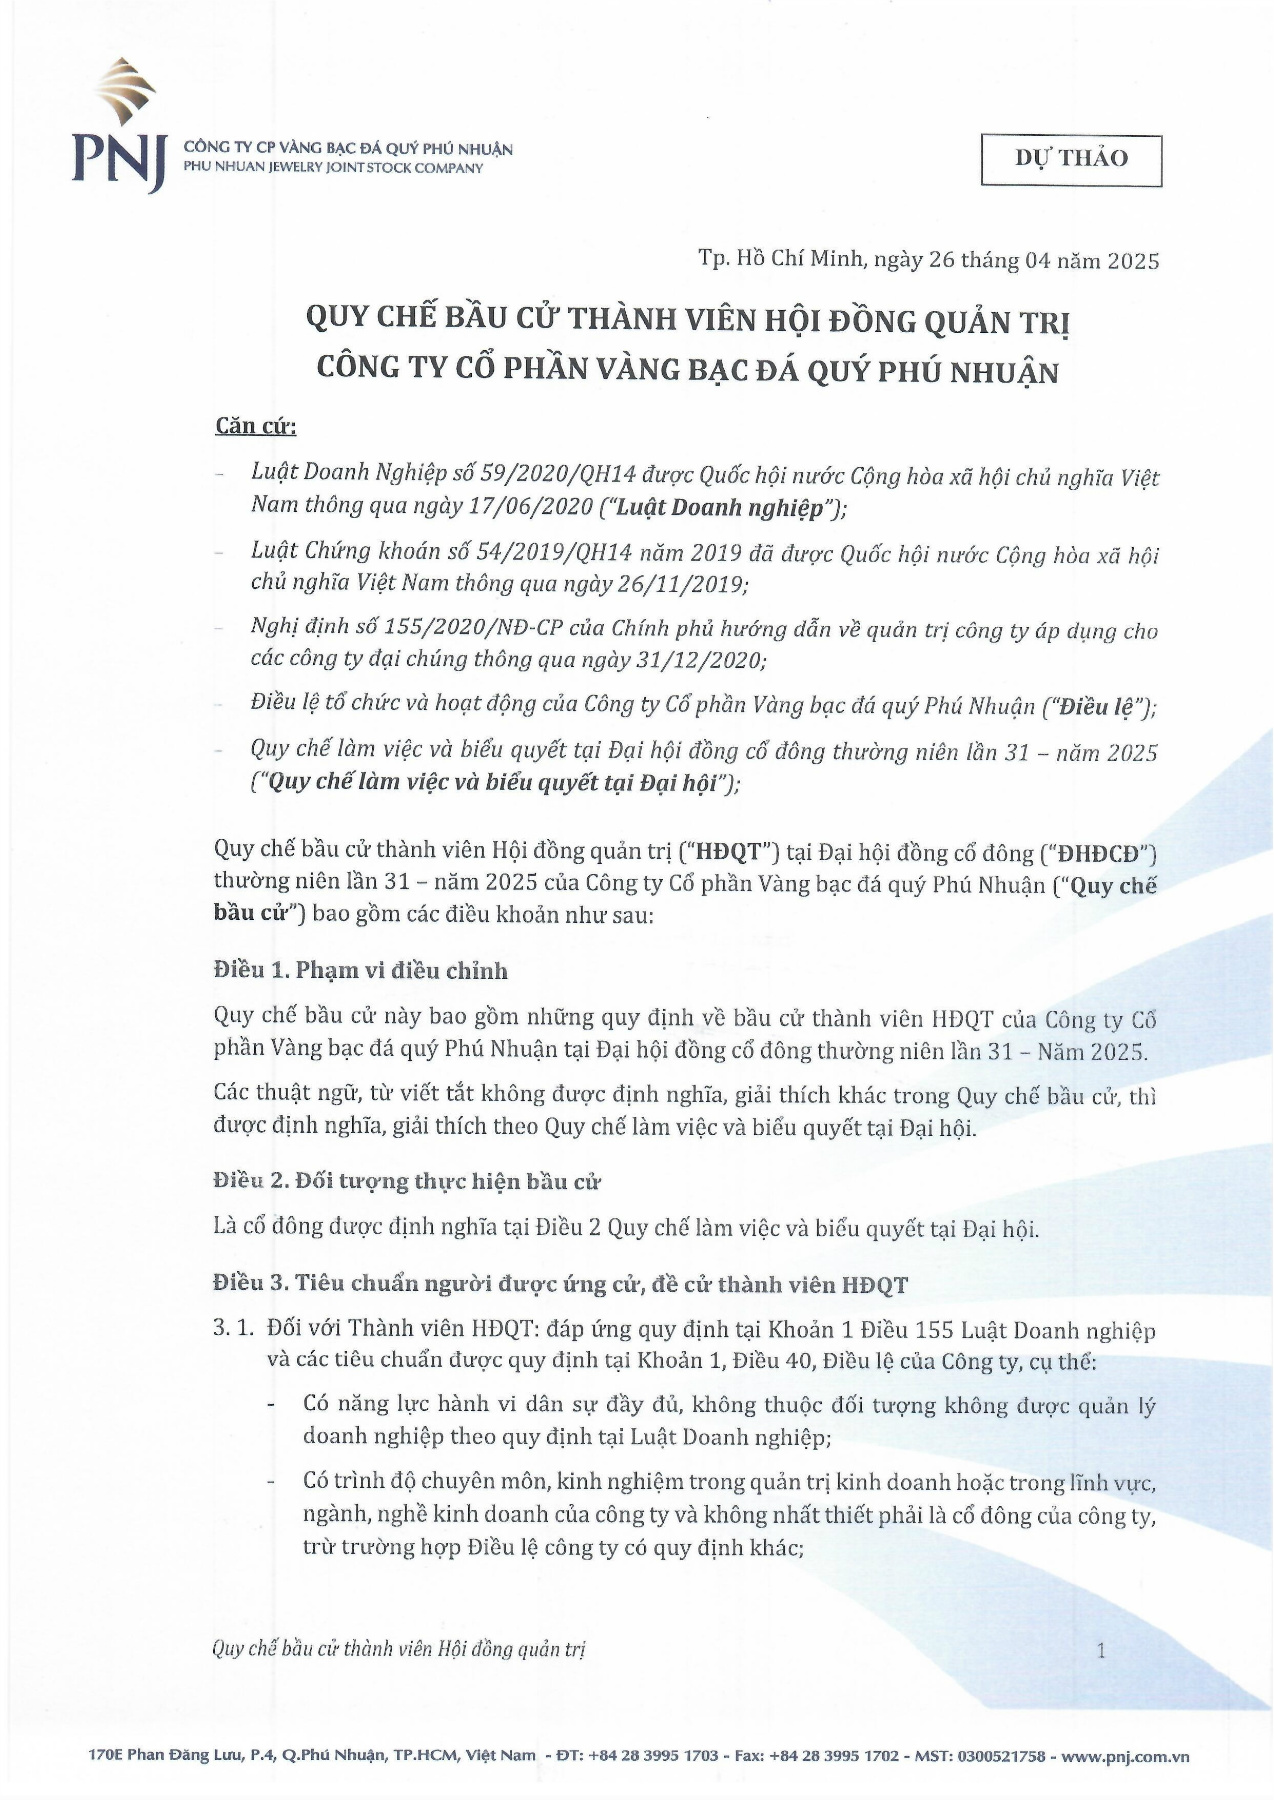 PNJ
CÔNG TY CP VÀNG BẠC ĐÁ QUÝ PHÚ NHUẬN
PHU NHUAN JEWELRY JOINT STOCK COMPANY
DỰ THẢO
Tp. Hồ Chí Minh, ngày 26 tháng 04 năm 2025
QUY CHẾ BẦU CỬ THÀNH VIÊN HỘI ĐỒNG QUẢN TRỊ
CÔNG TY CỔ PHẦN VÀNG BẠC ĐÁ QUÝ PHÚ NHUẬN
Căn cứ:
- Luật Doanh Nghiệp số 59/2020/QH14 được Quốc hội nước Cộng hòa xã hội chủ nghĩa Việt
Nam thông qua ngày 17/06/2020 (“Luật Doanh nghiệp”);
- Luật Chứng khoán số 54/2019/QH14 năm 2019 đã được Quốc hội nước Cộng hòa xã hội
chủ nghĩa Việt Nam thông qua ngày 26/11/2019;
- Nghị định số 155/2020/NĐ-CP của Chính phủ hướng dẫn về quản trị công ty áp dụng cho
các công ty đại chúng thông qua ngày 31/12/2020;
- Điều lệ tổ chức và hoạt động của Công ty Cổ phần Vàng bạc đá quý Phú Nhuận (“Điều lệ”);
- Quy chế làm việc và biểu quyết tại Đại hội đồng cổ đông thường niên lần 31 – năm 2025
(“Quy chế làm việc và biểu quyết tại Đại hội”);
Quy chế bầu cử thành viên Hội đồng quản trị (“HĐQT”) tại Đại hội đồng cổ đông (“ĐHĐCĐ”)
thường niên lần 31 – năm 2025 của Công ty Cổ phần Vàng bạc đá quý Phú Nhuận (“Quy chế
bầu cử”) bao gồm các điều khoản như sau:
Điều 1. Phạm vi điều chỉnh
Quy chế bầu cử này bao gồm những quy định về bầu cử thành viên HĐQT của Công ty Cổ
phần Vàng bạc đá quý Phú Nhuận tại Đại hội đồng cổ đông thường niên lần 31 – Năm 2025.
Các thuật ngữ, từ viết tắt không được định nghĩa, giải thích khác trong Quy chế bầu cử, thì
được định nghĩa, giải thích theo Quy chế làm việc và biểu quyết tại Đại hội.
Điều 2. Đối tượng thực hiện bầu cử
Là cổ đông được định nghĩa tại Điều 2 Quy chế làm việc và biểu quyết tại Đại hội.
Điều 3. Tiêu chuẩn người được ứng cử, đề cử thành viên HĐQT
3. 1. Đối với Thành viên HĐQT: đáp ứng quy định tại Khoản 1 Điều 155 Luật Doanh nghiệp
và các tiêu chuẩn được quy định tại Khoản 1, Điều 40, Điều lệ của Công ty, cụ thể:
- Có năng lực hành vi dân sự đầy đủ, không thuộc đối tượng không được quản lý
doanh nghiệp theo quy định tại Luật Doanh nghiệp;
- Có trình độ chuyên môn, kinh nghiệm trong quản trị kinh doanh hoặc trong lĩnh vực,
ngành, nghề kinh doanh của công ty và không nhất thiết phải là cổ đông của công ty,
trừ trường hợp Điều lệ công ty có quy định khác;
Quy chế bầu cử thành viên Hội đồng quản trị 1
170E Phan Đăng Lưu, P.4, Q.Phú Nhuận, TP.HCM, Việt Nam - ĐT: +84 28 3995 1703 - Fax: +84 28 3995 1702 - MST: 0300521758 - www.pnj.com.vn